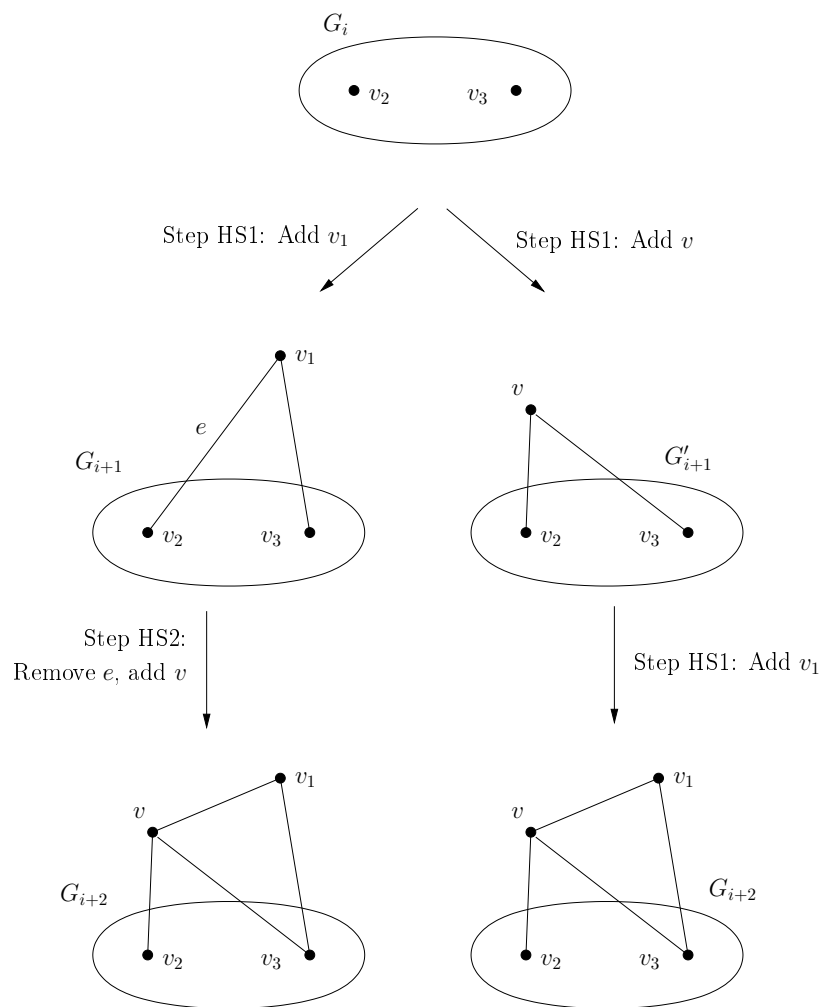 G_i
v_2 v_3
Step HS1: Add v_1
Step HS1: Add v
v_1
v
e
G_{i+1}
G'_{i+1}
v_2 v_3
v_2 v_3
Step HS2:
Remove e, add v
Step HS1: Add v_1
v_1
v_1
v
v
G_{i+2}
G_{i+2}
v_2 v_3
v_2 v_3